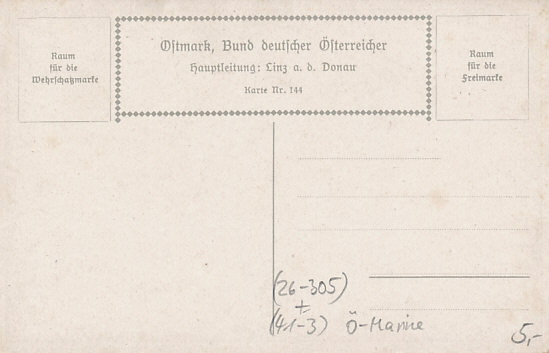 Raum
für die
Wehrschatzmarke
Ostmark, Bund deutscher Österreicher
Hauptleitung: Linz a. d. Donau
Karte Nr. 144
Raum
für die
Freimarke
(26-305)
+
(41-3) Ö-Marine
5,-